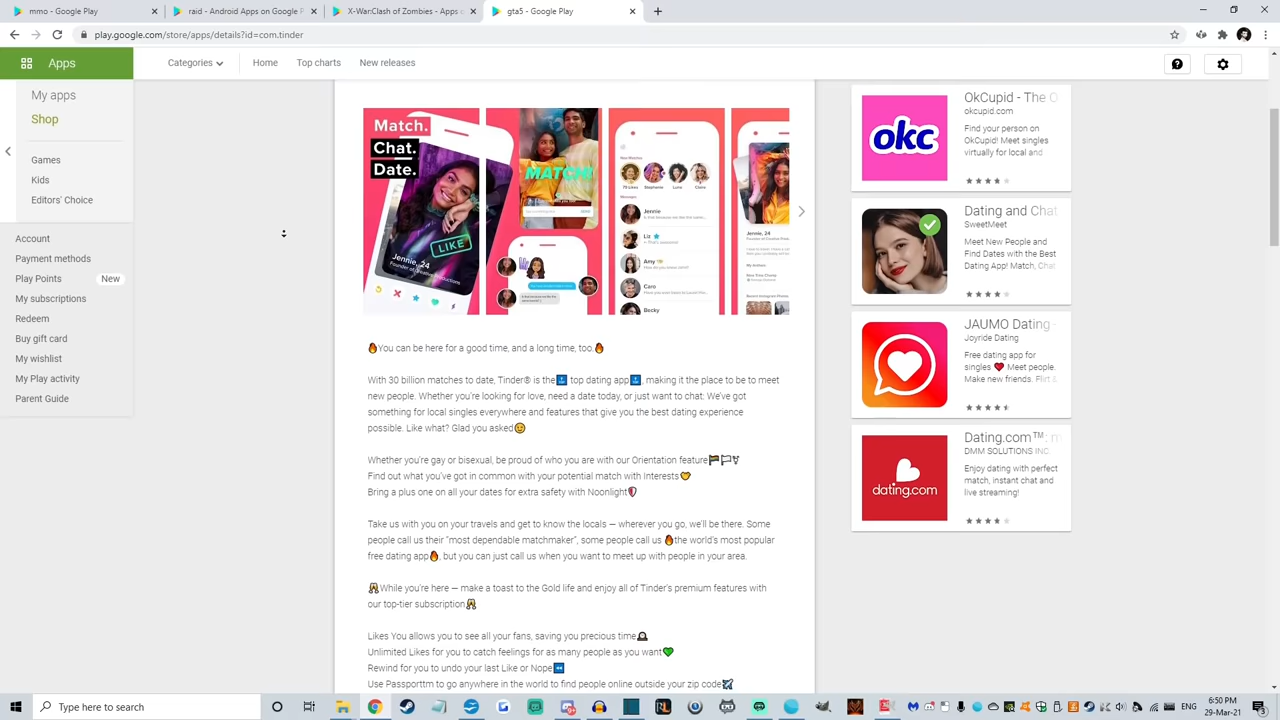 mmo - Google Play
raid - Android Apps on Google P
X-War:Clash of Zombies - Apps o
gta5 - Google Play
play.google.com/store/apps/details?id=com.tinder
Apps
Categories
Home
Top charts
New releases
My apps
Shop
Games
Kids
Editors' Choice
Account
Payment methods
Play Poi
New
My subscriptions
Redeem
Buy gift card
My wishlist
My Play activity
Parent Guide
Match.
Chat.
Date.
LIKE
Jenni, 24
MATCH!
New Matches
Stephanie
Luna
Claire
Messages
Jennie
Liz
Amy
Caro
Becky
Jennie, 24
You can be here for a good time, and a long time, too.
With 30 billion matches to date, Tinder® is the top dating app, making it the place to be to meet
new people. Whether you're looking for love, need a date today, or just want to chat: We've got
something for local singles everywhere and features that give you the best dating experience
possible. Like what? Glad you asked
Whether you're gay or bisexual, be proud of who you are with our Orientation feature
Find out what you've got in common with your potential match with Interests
Bring a plus one on all your dates for extra safety with Noonlight
Take us with you on your travels and get to know the locals — wherever you go, we'll be there. Some
people call us their "most dependable matchmaker", some people call us the world's most popular
free dating app, but you can just call us when you want to meet up with people in your area.
While you're here — make a toast to the Gold life and enjoy all of Tinder's premium features with
our top-tier subscription
Likes You allows you to see all your fans, saving you precious time
Unlimited Likes for you to catch feelings for as many people as you want
Rewind for you to undo your last Like or Nope
Use Passporttm to go anywhere in the world to find people online outside your zip code
okc
OkCupid - The O
okcupid.com
Find your person on
OkCupid! Meet singles
virtually for local and
Dating and Chat
SweetMeet
Meet New People and
Find Dates with the Best
Dating App! Match, Chat
JAUMO Dating -
Joyride Dating
Free dating app for
singles Meet people.
Make new friends. Flirt &
dating.com
Dating.com™: m
DMM SOLUTIONS INC.
Enjoy dating with perfect
match, instant chat and
live streaming!
Type here to search
6:50 PM
29-Mar-21